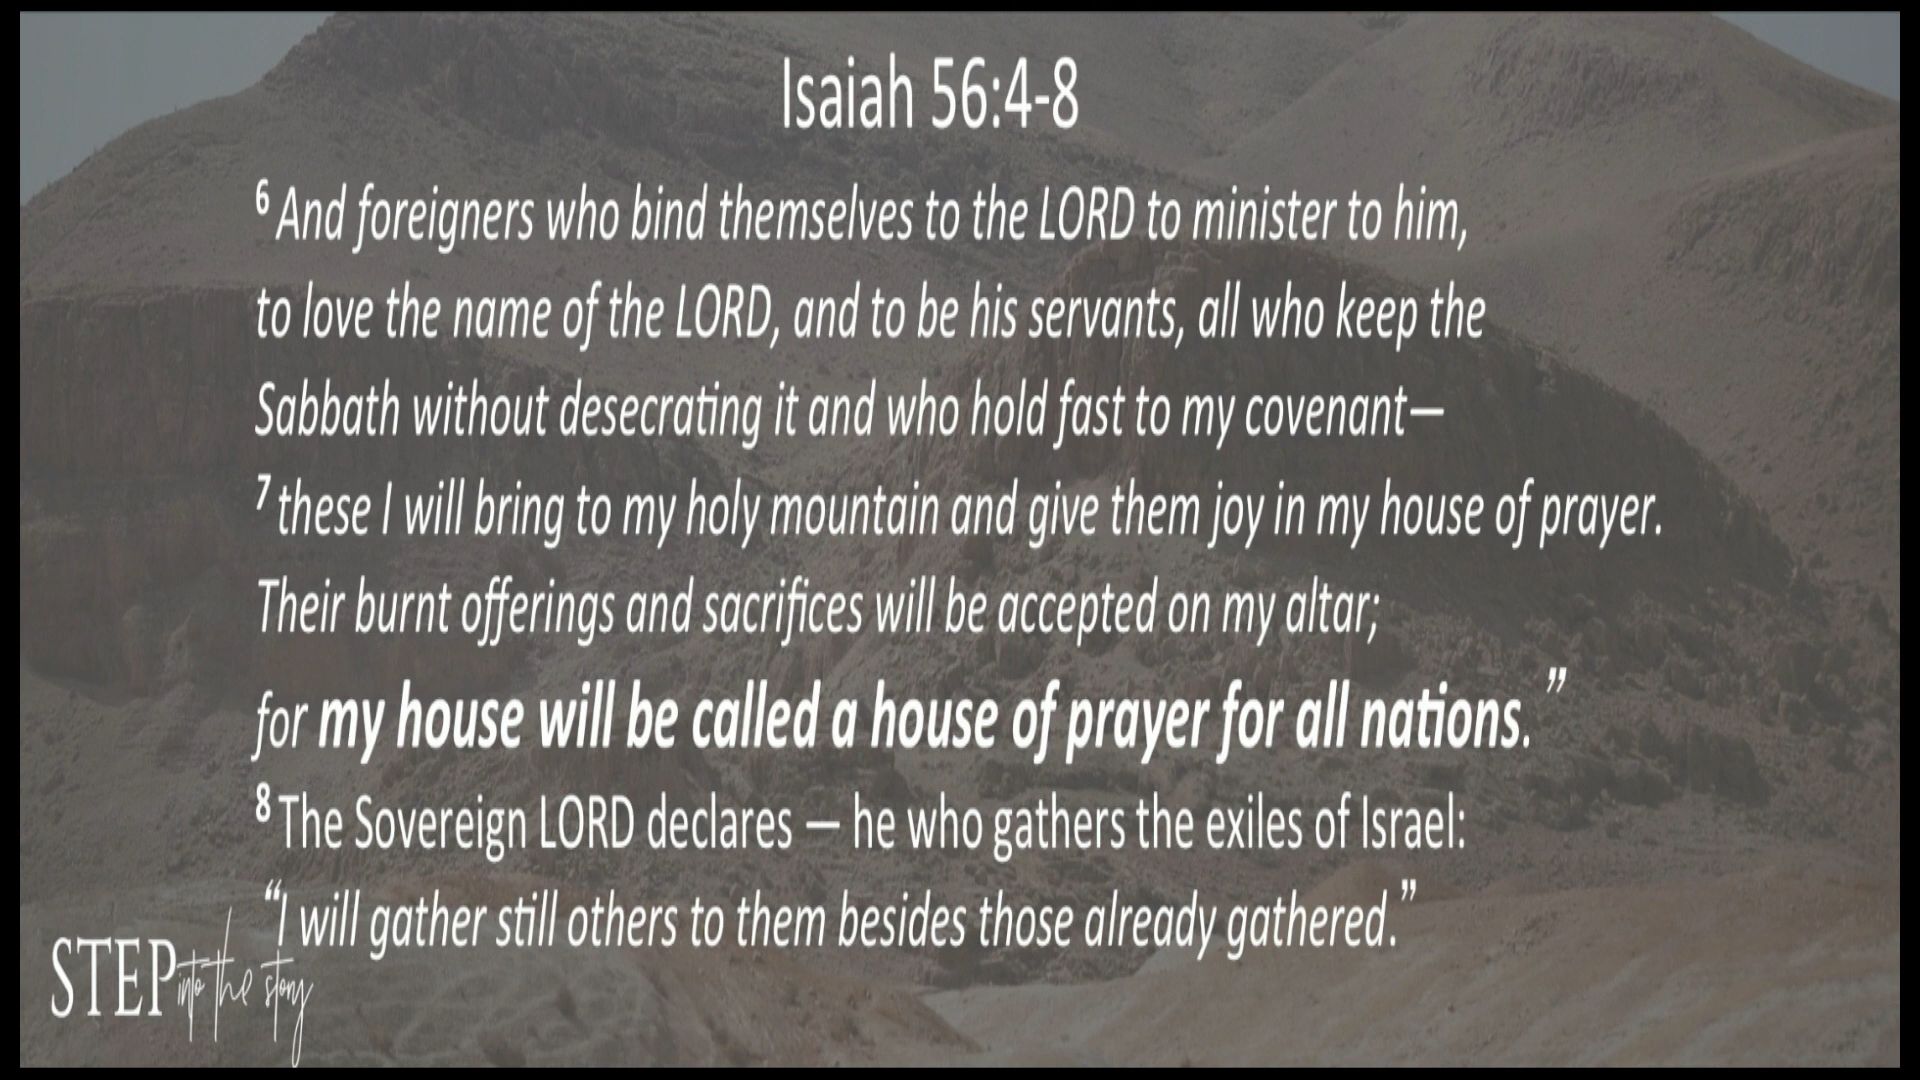 Isaiah 56:4-8
6 And foreigners who bind themselves to the LORD to minister to him,
to love the name of the LORD, and to be his servants, all who keep the
Sabbath without desecrating it and who hold fast to my covenant—
7 these I will bring to my holy mountain and give them joy in my house of prayer.
Their burnt offerings and sacrifices will be accepted on my altar;
for my house will be called a house of prayer for all nations.”
8 The Sovereign LORD declares — he who gathers the exiles of Israel:
“I will gather still others to them besides those already gathered.”
STEP into the story